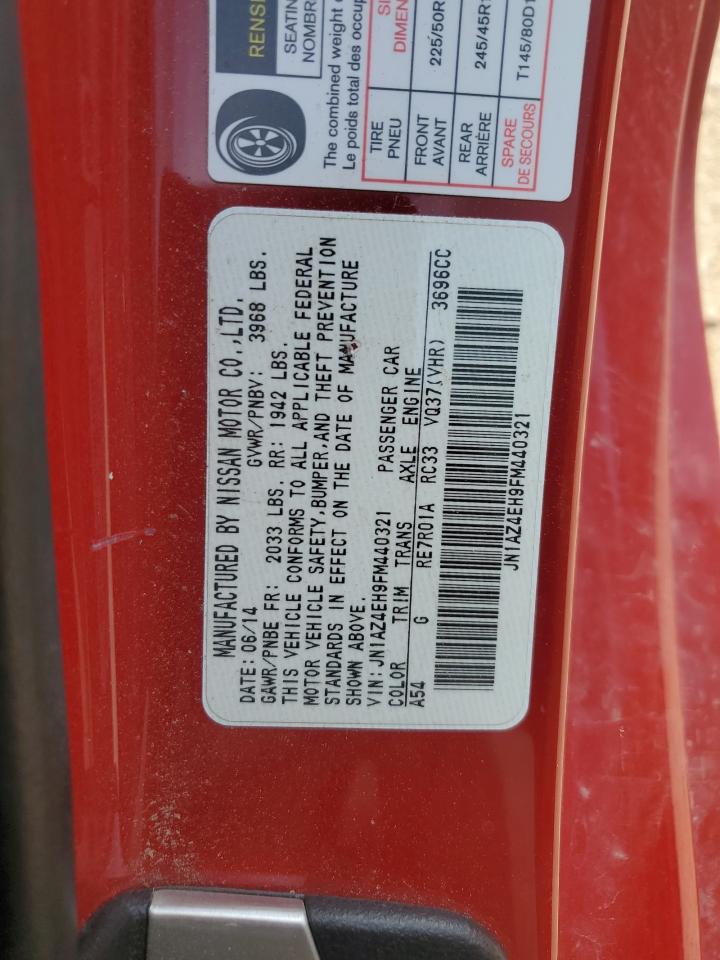 MANUFACTURED BY NISSAN MOTOR CO.,LTD.
DATE: 06/14 GVWR/PNBV: 3968 LBS.
GAWR/PNBE FR: 2033 LBS. RR: 1942 LBS.
THIS VEHICLE CONFORMS TO ALL APPLICABLE FEDERAL
MOTOR VEHICLE SAFETY,BUMPER,AND THEFT PREVENTION
STANDARDS IN EFFECT ON THE DATE OF MANUFACTURE
SHOWN ABOVE.
VIN: JN1AZ4EH9FM440321 PASSENGER CAR
COLOR TRIM TRANS AXLE ENGINE
A54 G RE7R01A RC33 VQ37(VHR) 3696CC
JN1AZ4EH9FM440321
SEATIN
NOMBR
The combined weight
Le poids total des
TIRE
PNEU
DIMEN
FRONT
AVANT
225/50R
REAR
ARRIÈRE
245/45R1
SPARE
DE SECOURS
T145/80D1